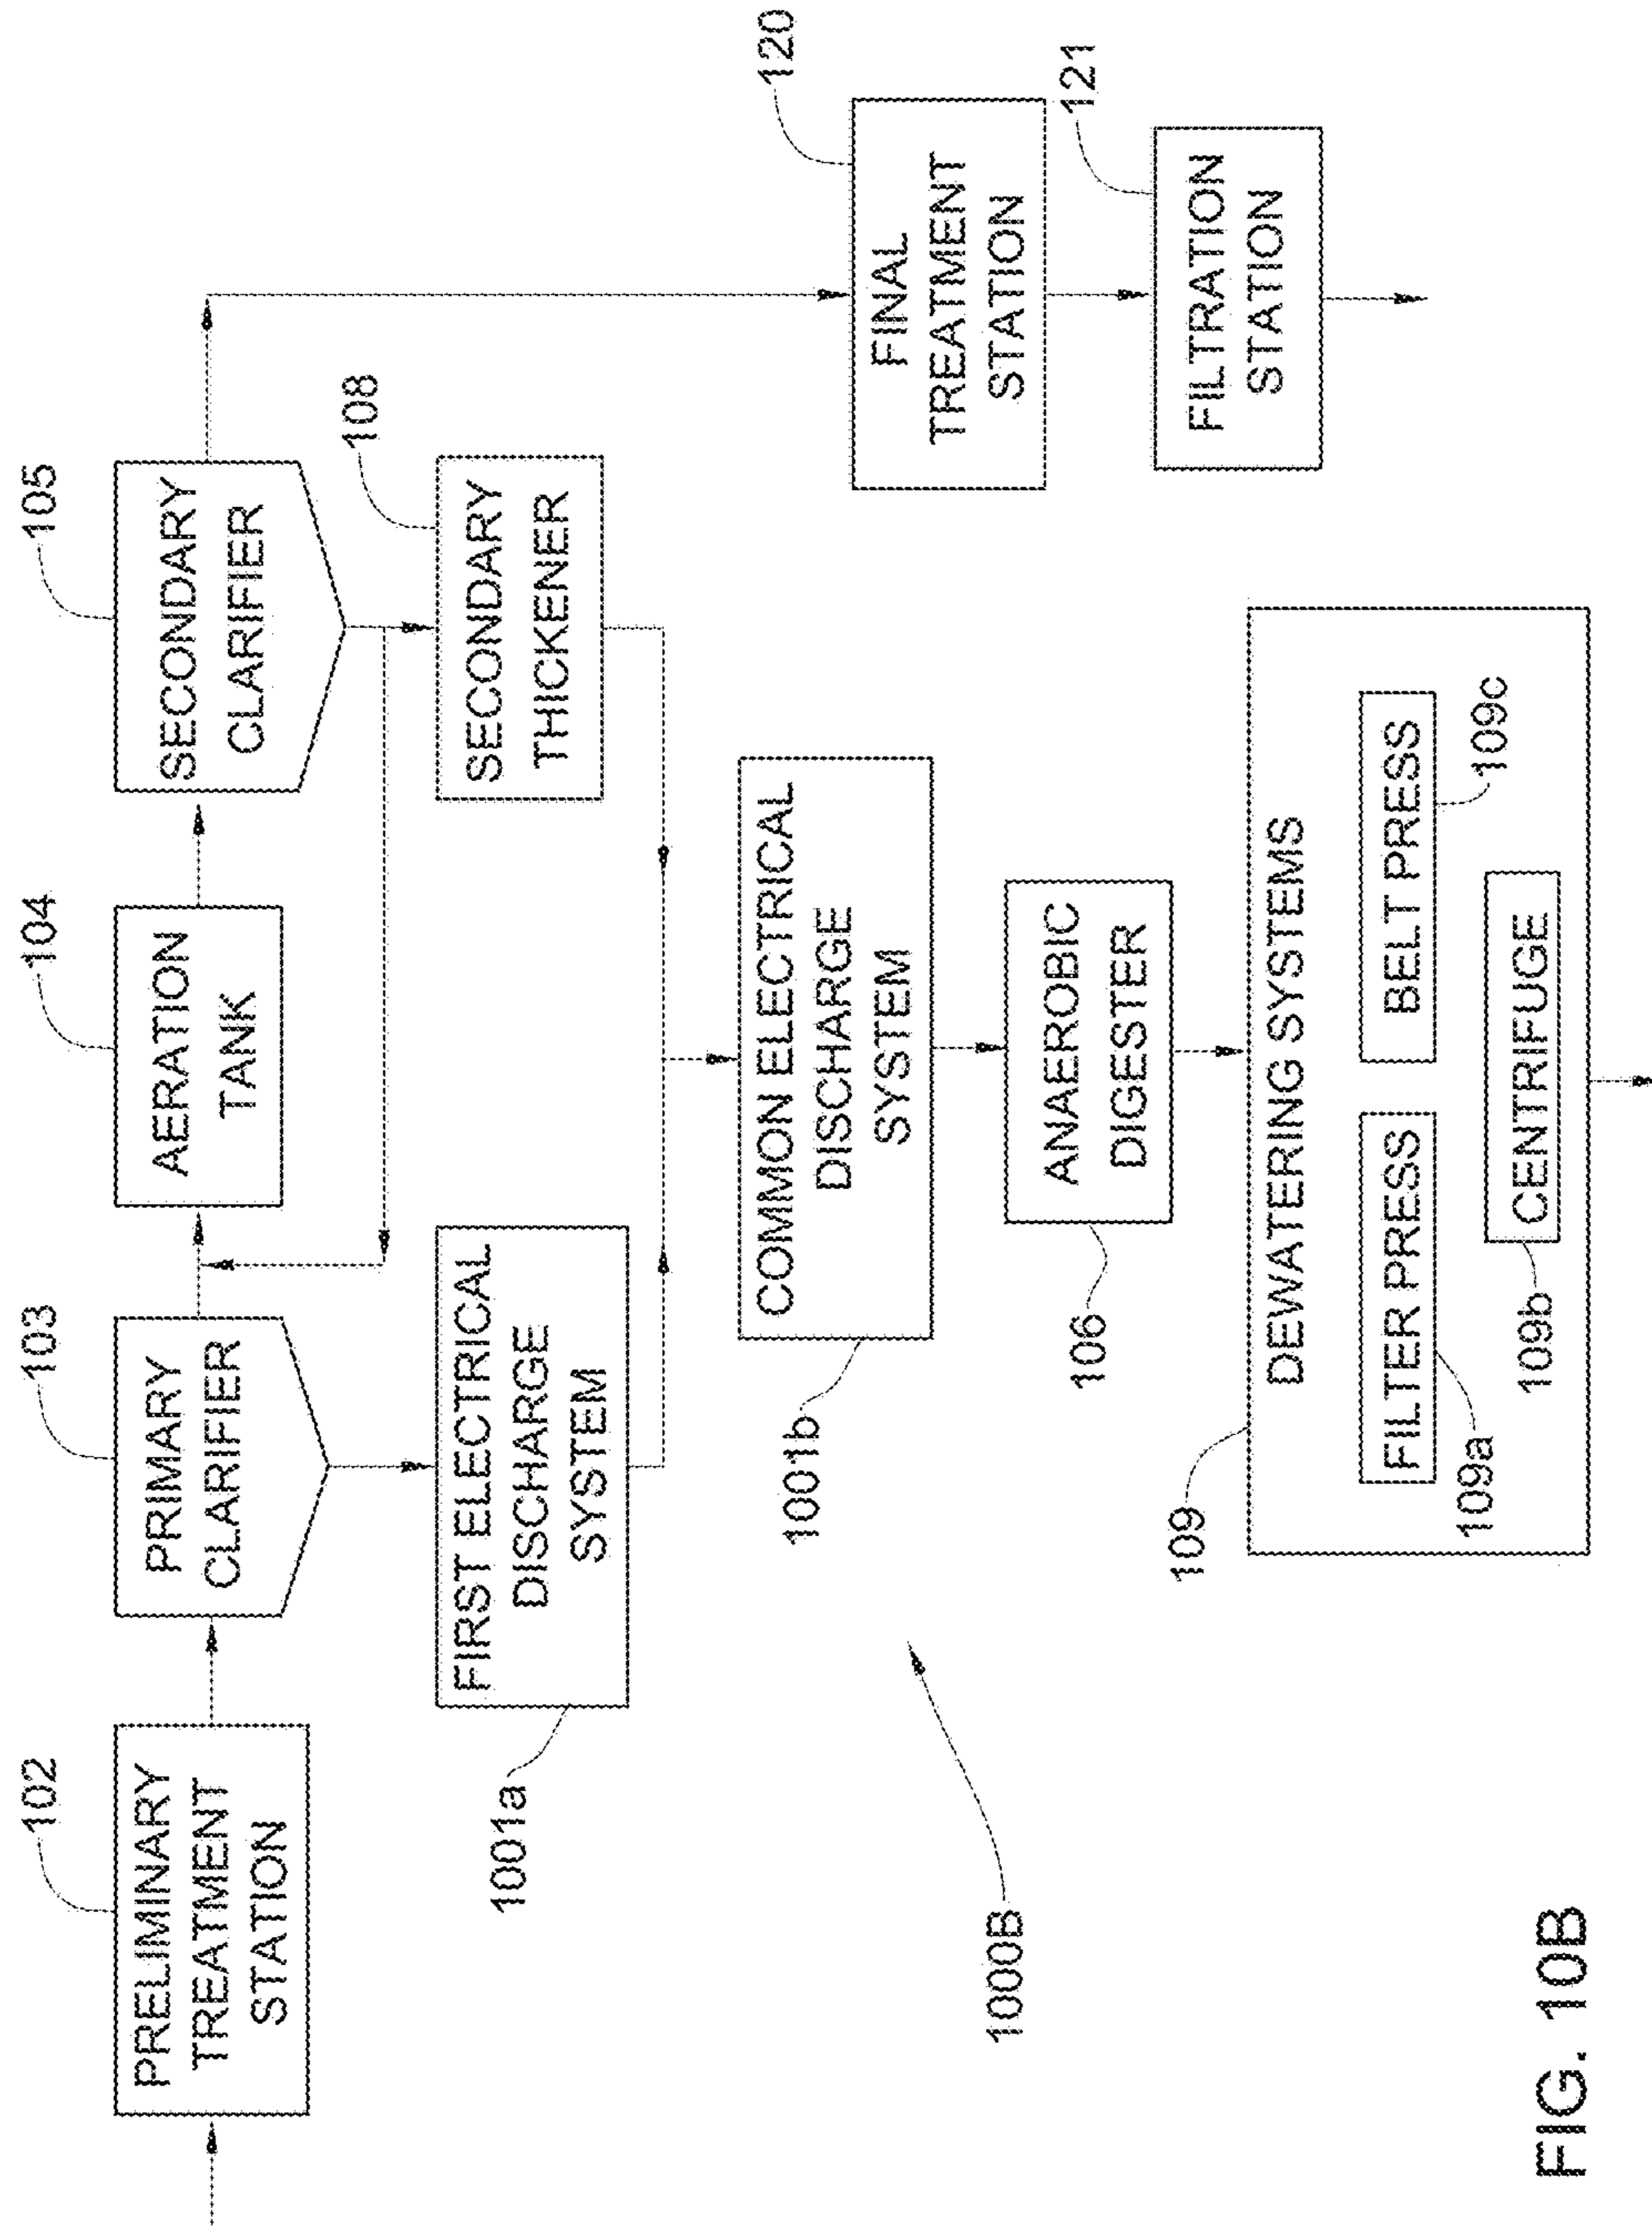 102
PRELIMINARY
TREATMENT
STATION
103
PRIMARY
CLARIFIER
104
AERATION
TANK
105
SECONDARY
CLARIFIER
1001a
FIRST ELECTRICAL
DISCHARGE
SYSTEM
108
SECONDARY
THICKENER
120
FINAL
TREATMENT
STATION
121
FILTRATION
STATION
1001b
COMMON ELECTRICAL
DISCHARGE
SYSTEM
1000B
106
ANAEROBIC
DIGESTER
109
DEWATERING SYSTEMS
FILTER PRESS
109a
BELT PRESS
109c
CENTRIFUGE
109b
FIG. 10B